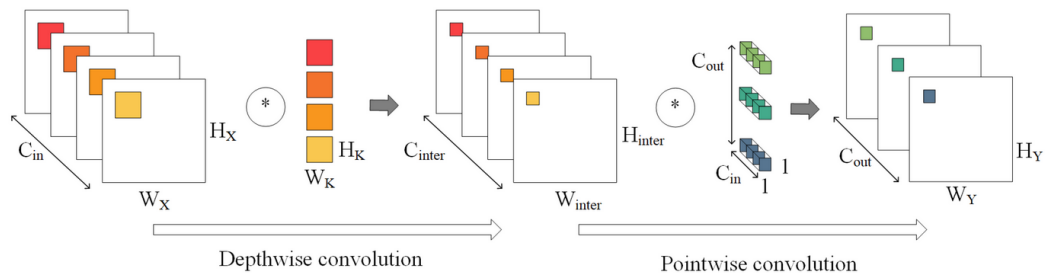 C_in
H_X
W_X
*
H_K
W_K
C_inter
H_inter
W_inter
*
C_out
C_in
1
1
C_out
H_Y
W_Y
Depthwise convolution
Pointwise convolution